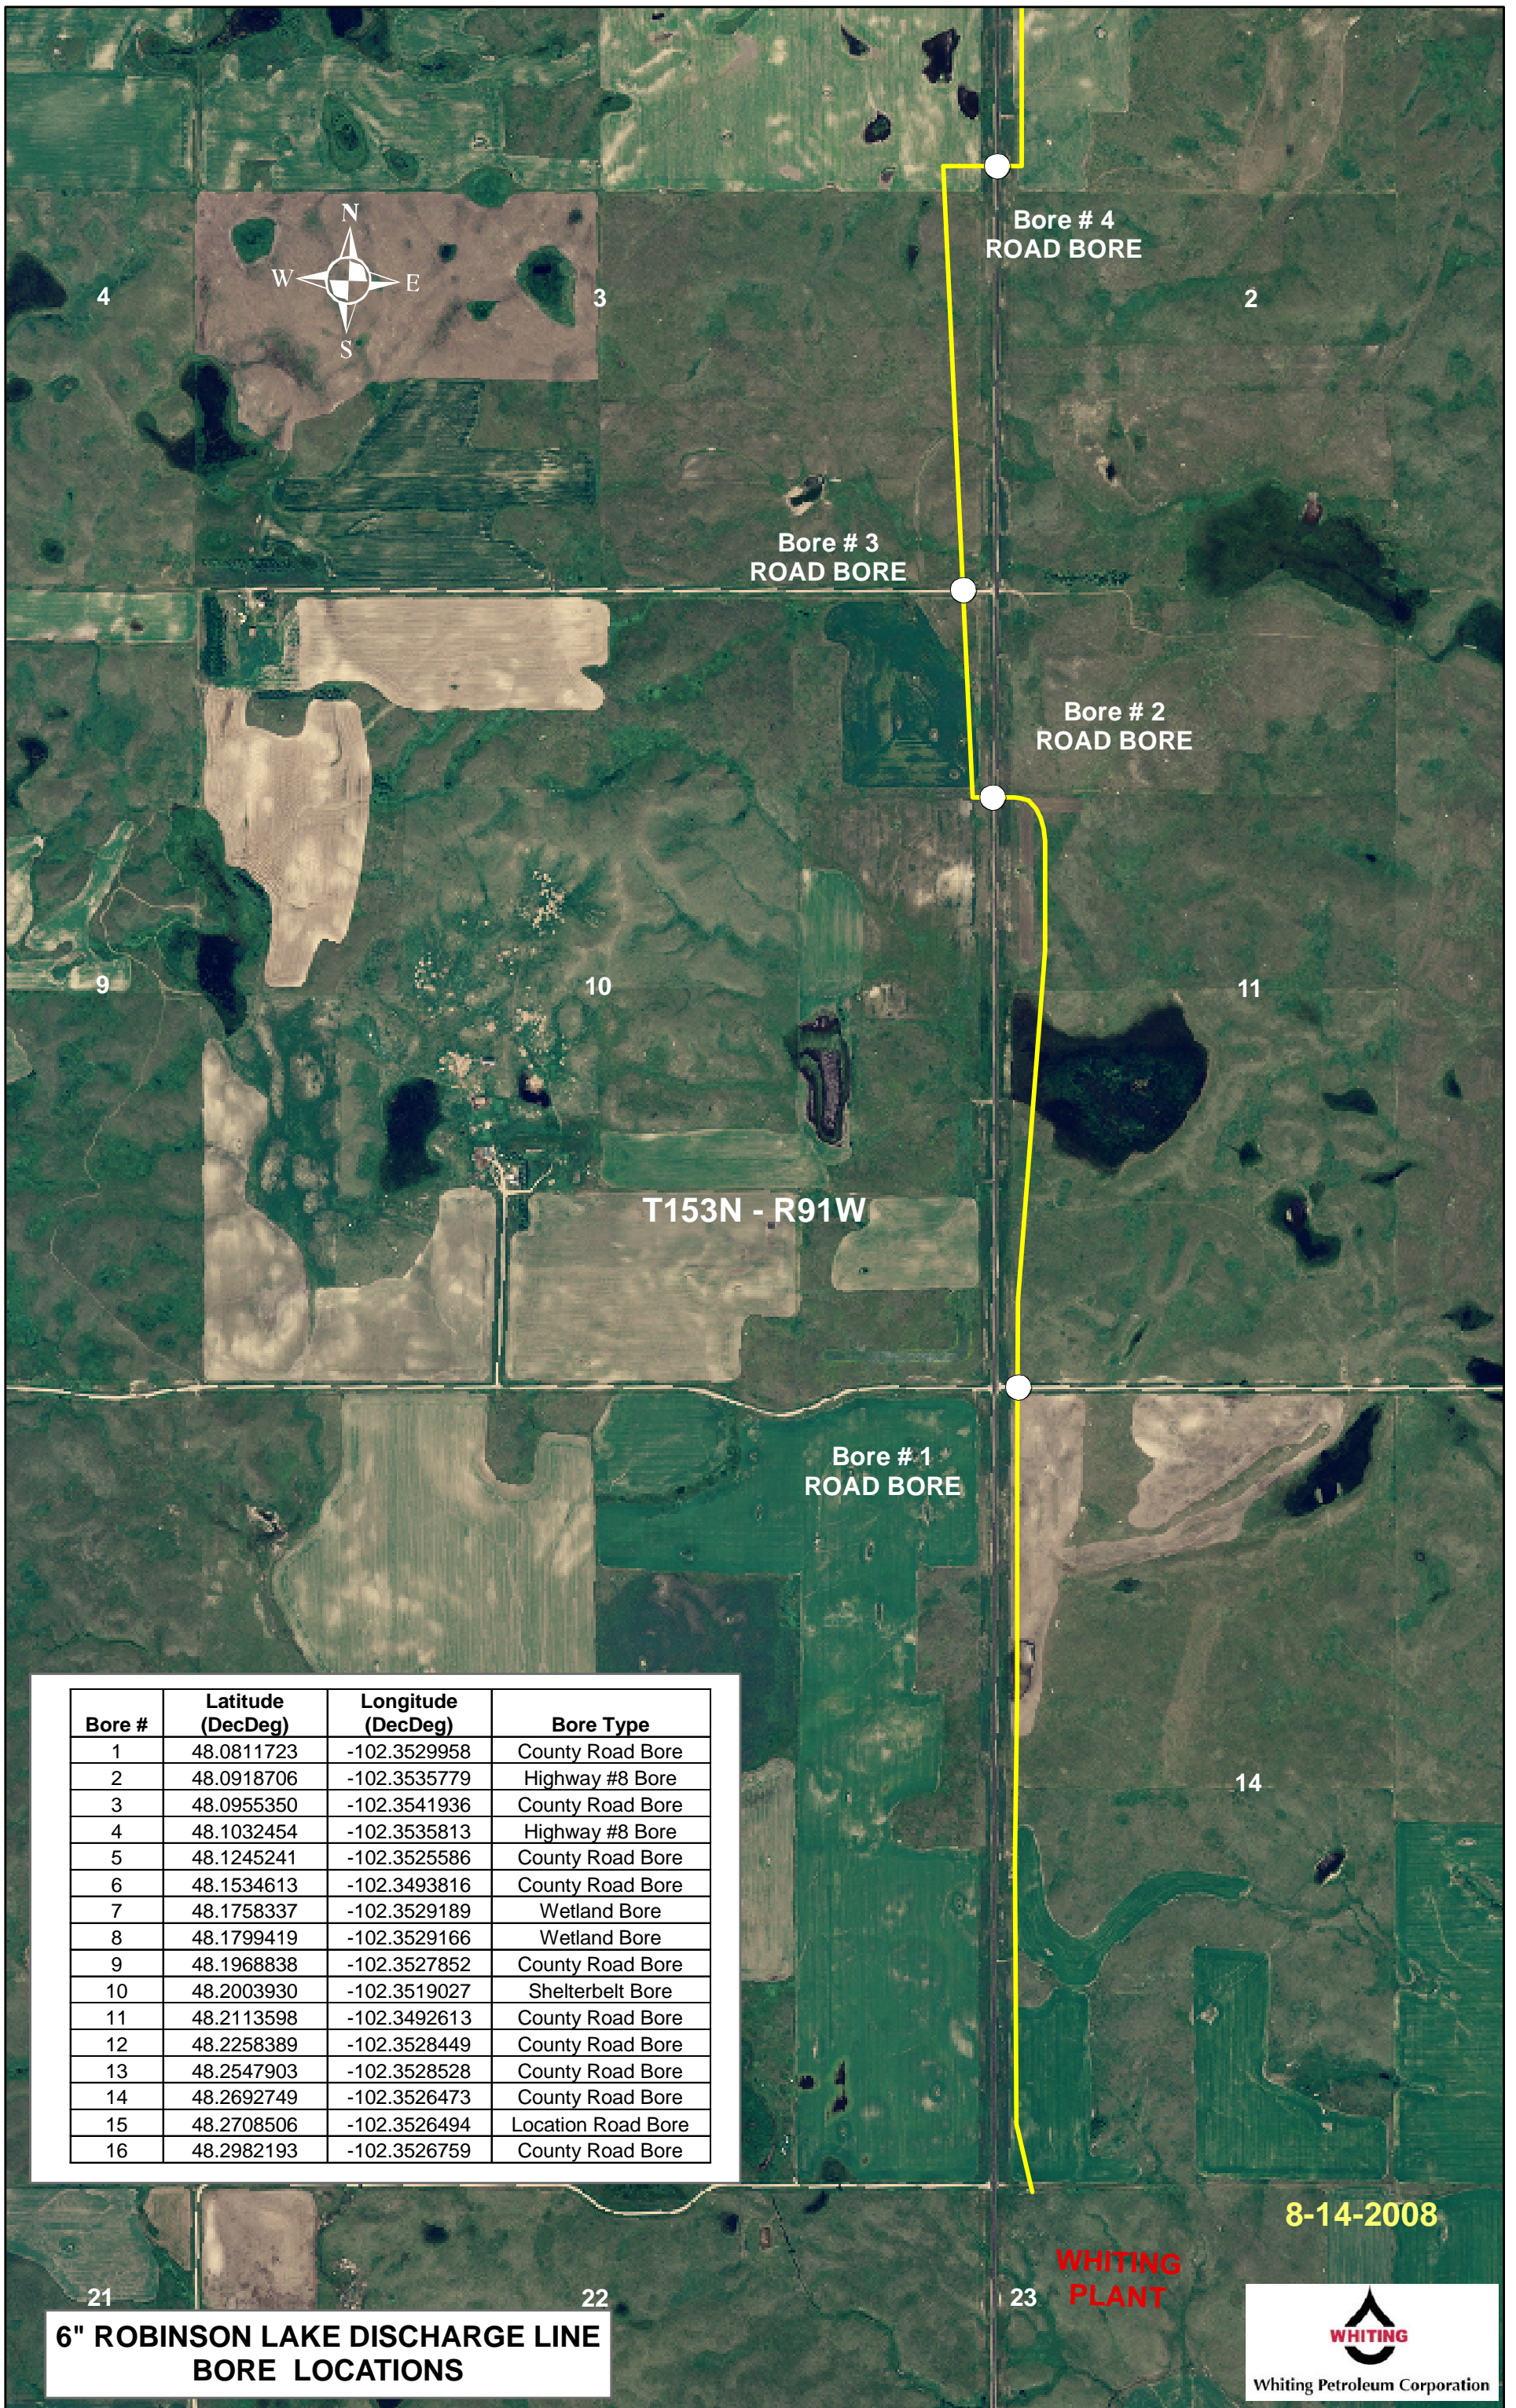 N
W E
S
4
3
2
Bore # 4
ROAD BORE
Bore # 3
ROAD BORE
Bore # 2
ROAD BORE
9
10
11
T153N - R91W
Bore # 1
ROAD BORE
14
Bore # Latitude (DecDeg) Longitude (DecDeg) Bore Type
1 48.0811723 -102.3529958 County Road Bore
2 48.0918706 -102.3535779 Highway #8 Bore
3 48.0955350 -102.3541936 County Road Bore
4 48.1032454 -102.3535813 Highway #8 Bore
5 48.1245241 -102.3525586 County Road Bore
6 48.1534613 -102.3493816 County Road Bore
7 48.1758337 -102.3529189 Wetland Bore
8 48.1799419 -102.3529166 Wetland Bore
9 48.1968838 -102.3527852 County Road Bore
10 48.2003930 -102.3519027 Shelterbelt Bore
11 48.2113598 -102.3492613 County Road Bore
12 48.2258389 -102.3528449 County Road Bore
13 48.2547903 -102.3528528 County Road Bore
14 48.2692749 -102.3526473 County Road Bore
15 48.2708506 -102.3526494 Location Road Bore
16 48.2982193 -102.3526759 County Road Bore
8-14-2008
WHITING
PLANT
21
22
23
6" ROBINSON LAKE DISCHARGE LINE
BORE LOCATIONS
WHITING
Whiting Petroleum Corporation